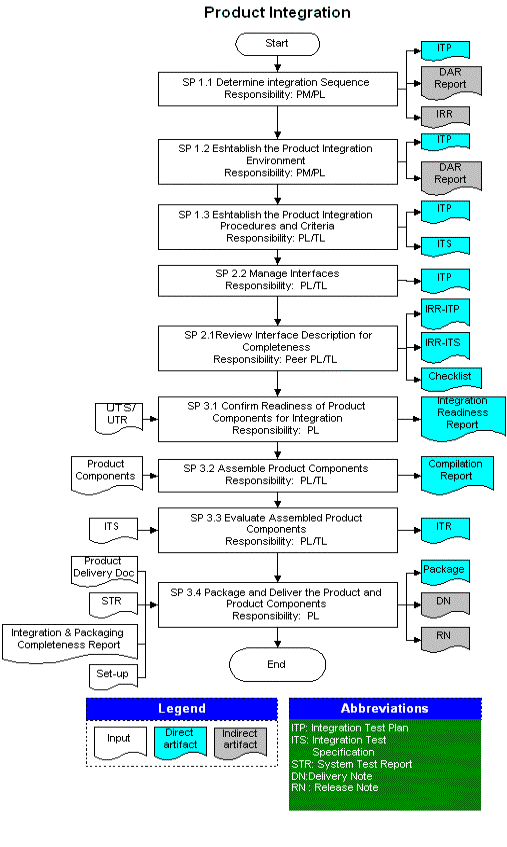 Product Integration
Start
SP 1.1 Determine integration Sequence
Responsibility: PM/PL
ITP
DAR
Report
IRR
SP 1.2 Eshtablish the Product Integration
Environment
Responsibility: PM/PL
ITP
DAR
Report
SP 1.3 Eshtablish the Product Integration
Procedures and Criteria
Responsibility: PL/TL
ITP
ITS
SP 2.2 Manage Interfaces
Responsibility: PL/TL
ITP
SP 2.1Review Interface Description for
Completeness
Responsibility: Peer PL/TL
IRR-ITP
IRR-ITS
Checklist
UTS/
UTR
SP 3.1 Confirm Readiness of Product
Components for Integration
Responsibility: PL
Integration
Readiness
Report
Product
Components
SP 3.2 Assemble Product Components
Responsibility: PL/TL
Compilation
Report
ITS
SP 3.3 Evaluate Assembled Product
Components
Responsibility: PL/TL
ITR
Product
Delivery Doc
STR
Integration & Packaging
Completeness Report
Set-up
SP 3.4 Package and Deliver the Product and
Product Components
Responsibility: PL
Package
DN
RN
End
Legend
Input
Direct
artifact
Indirect
artifact
Abbreviations
ITP: Integration Test Plan
ITS: Integration Test
Specification
STR: System Test Report
DN:Delivery Note
RN : Release Note